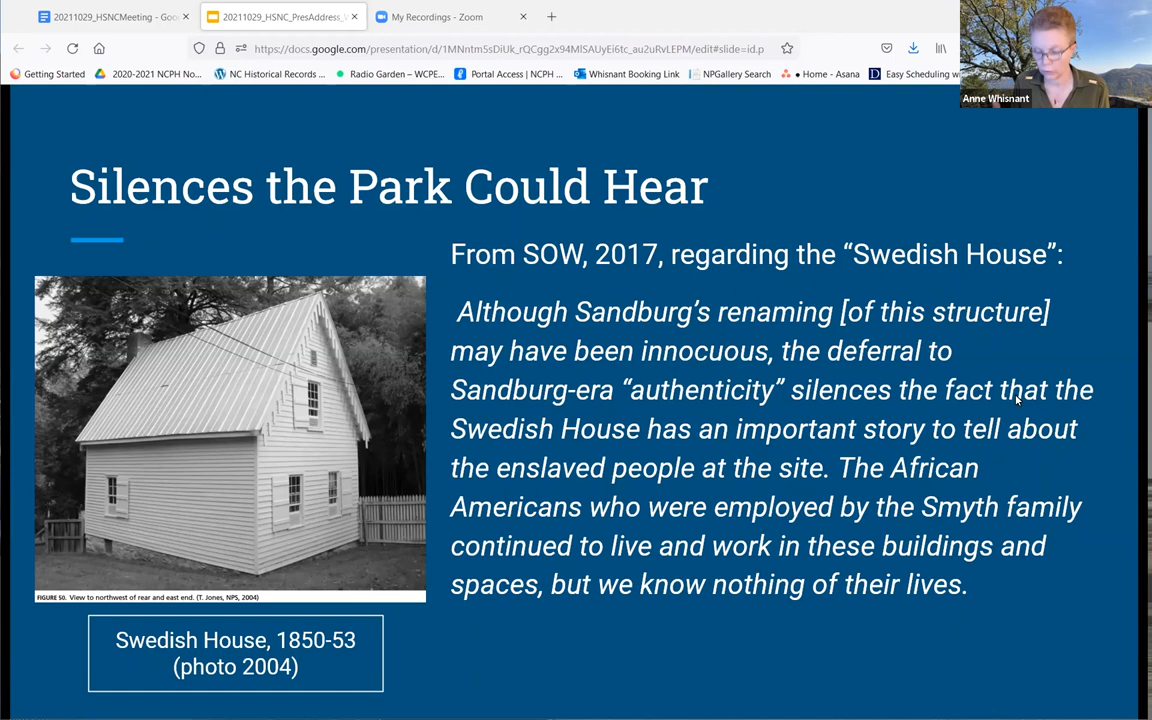 20211029_HSNCMeeting - Goo
20211029_HSNC_PresAddress_
My Recordings - Zoom
https://docs.google.com/presentation/d/1MNntm5sDiUk_rQCgg2x94MlSAUyEi6tc_au2uRvLEPM/edit#slide=id.p
Getting Started
2020-2021 NCPH No...
NC Historical Records ...
Radio Garden – WCPE...
Portal Access | NCPH ...
Whisnant Booking Link
NPGallery Search
• Home - Asana
Easy Scheduling w
Anne Whisnant
Silences the Park Could Hear
From SOW, 2017, regarding the “Swedish House”:
Although Sandburg’s renaming [of this structure]
may have been innocuous, the deferral to
Sandburg-era “authenticity” silences the fact that the
Swedish House has an important story to tell about
the enslaved people at the site. The African
Americans who were employed by the Smyth family
continued to live and work in these buildings and
spaces, but we know nothing of their lives.
FIGURE 50. View to northwest of rear and east end. (T. Jones, NPS, 2004)
Swedish House, 1850-53
(photo 2004)